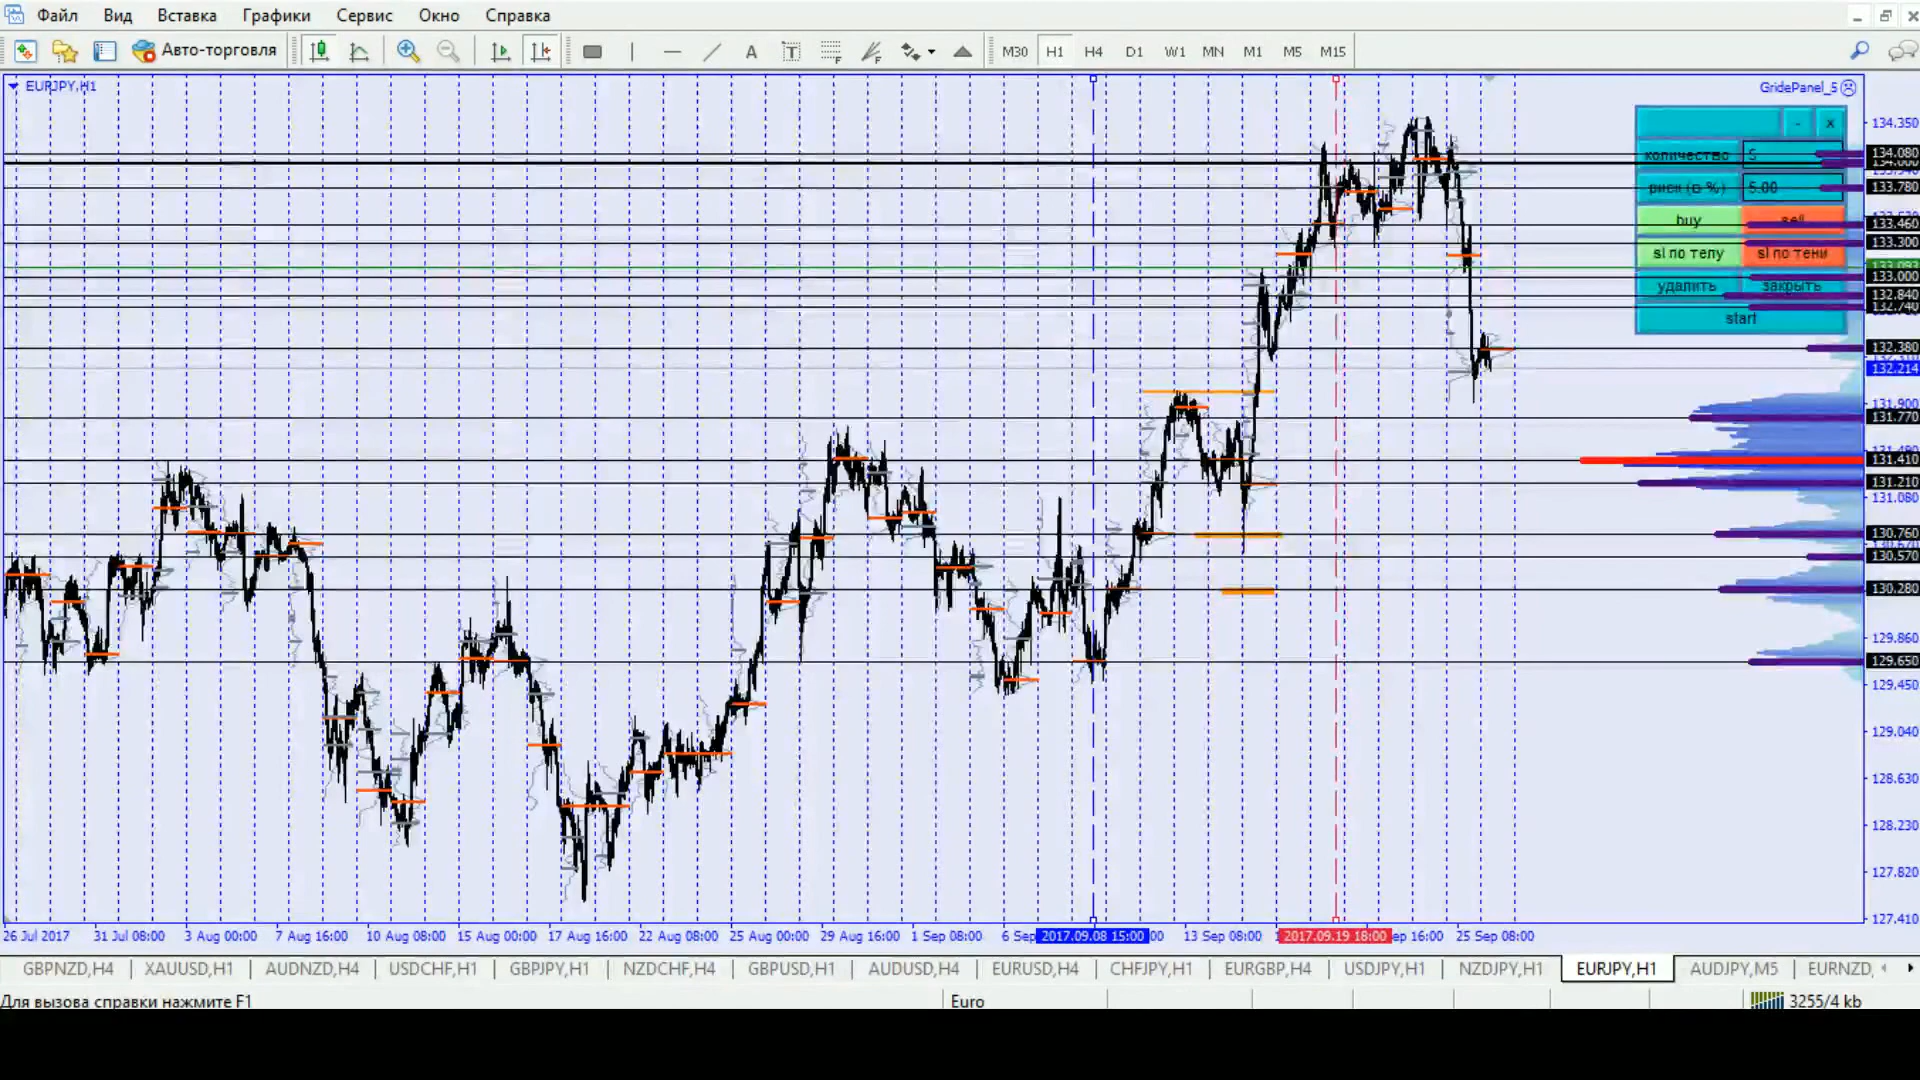 Файл Вид Вставка Графики Сервис Окно Справка
Авто-торговля A T F F M30 H1 H4 D1 W1 MN M1 M5 M15
EURJPY,H1
GridePanel_5
- x
количество 5
риск (в %) 5.00
buy sell
sl по телу sl по тени
удалить закрыть
start
134.350
134.080
133.780
133.460
133.300
133.000
132.840
132.740
132.380
132.214
131.900
131.770
131.410
131.210
131.080
130.760
130.570
130.280
129.860
129.650
129.450
129.040
128.630
128.230
127.820
127.410
26 Jul 2017 31 Jul 08:00 3 Aug 00:00 7 Aug 16:00 10 Aug 08:00 15 Aug 00:00 17 Aug 16:00 22 Aug 08:00 25 Aug 00:00 29 Aug 16:00 1 Sep 08:00 6 Sep 2017.09.08 15:00 :00 13 Sep 08:00 2017.09.19 18:00 ep 16:00 25 Sep 08:00
GBPNZD,H4 XAUUSD,H1 AUDNZD,H4 USDCHF,H1 GBPJPY,H1 NZDCHF,H4 GBPUSD,H1 AUDUSD,H4 EURUSD,H4 CHFJPY,H1 EURGBP,H4 USDJPY,H1 NZDJPY,H1 EURJPY,H1 AUDJPY,M5 EURNZD,
Для вызова справки нажмите F1 Euro 3255/4 kb